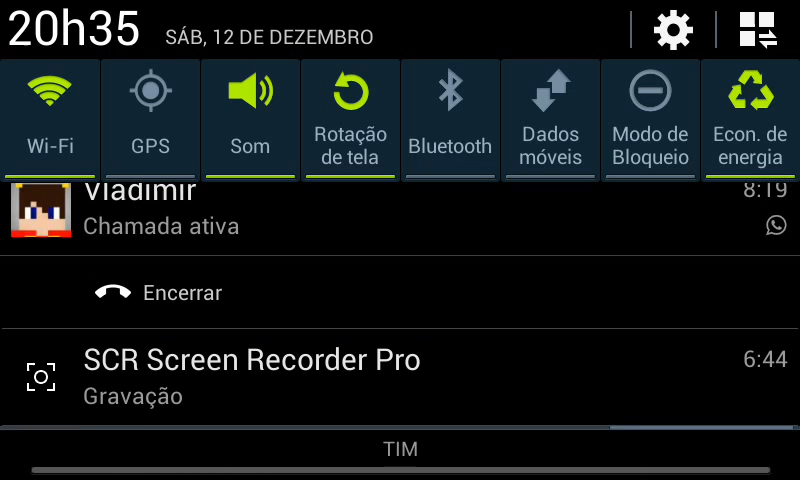 20h35 SÁB, 12 DE DEZEMBRO
Wi-Fi
GPS
Som
Rotação
de tela
Bluetooth
Dados
móveis
Modo de
Bloqueio
Econ. de
energia
Vladimir 8:19
Chamada ativa
Encerrar
SCR Screen Recorder Pro 6:44
Gravação
TIM